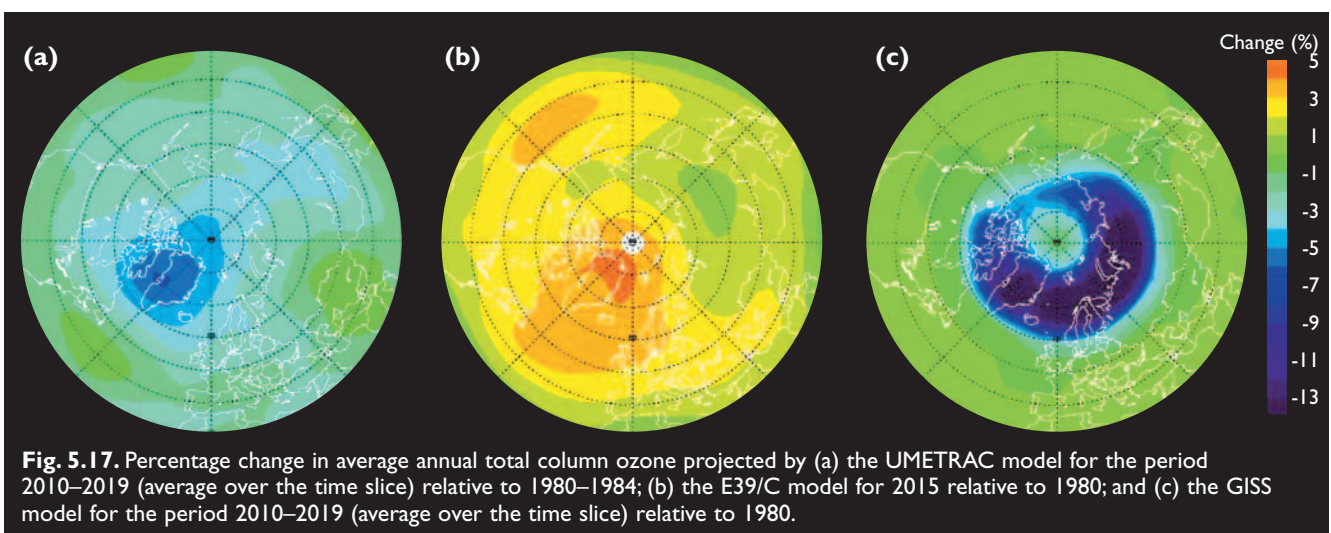 (a)
(b)
(c)
Change (%)
5
3
1
-1
-3
-5
-7
-9
-11
-13
Fig. 5.17. Percentage change in average annual total column ozone projected by (a) the UMETRAC model for the period
2010–2019 (average over the time slice) relative to 1980–1984; (b) the E39/C model for 2015 relative to 1980; and (c) the GISS
model for the period 2010–2019 (average over the time slice) relative to 1980.